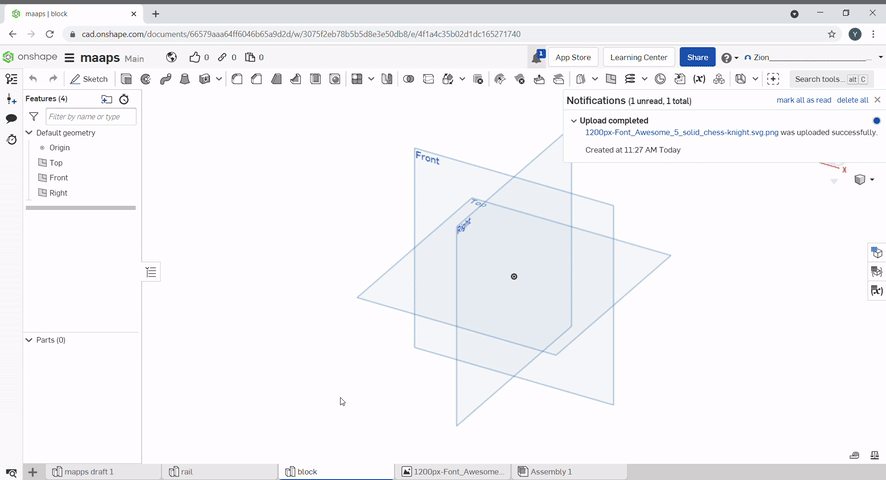 maaps | block
cad.onshape.com/documents/66579aaa64ff6046b65a9d2d/w/3075f2eb78b5b5d8e3e50db8/e/4f1a4c35b02d1dc165271740
Y
onshape maaps Main 0 0 0 1 App Store Learning Center Share Zion
Sketch Search tools... alt C
Features (4)
Filter by name or type
Default geometry
Origin
Top
Front
Right
Parts (0)
Notifications (1 unread, 1 total) mark all as read delete all
Upload completed
1200px-Font_Awesome_5_solid_chess-knight.svg.png was uploaded successfully.
Created at 11:27 AM Today
X
Front
Top
Right
mapps draft 1 rail block 1200px-Font_Awesome... Assembly 1